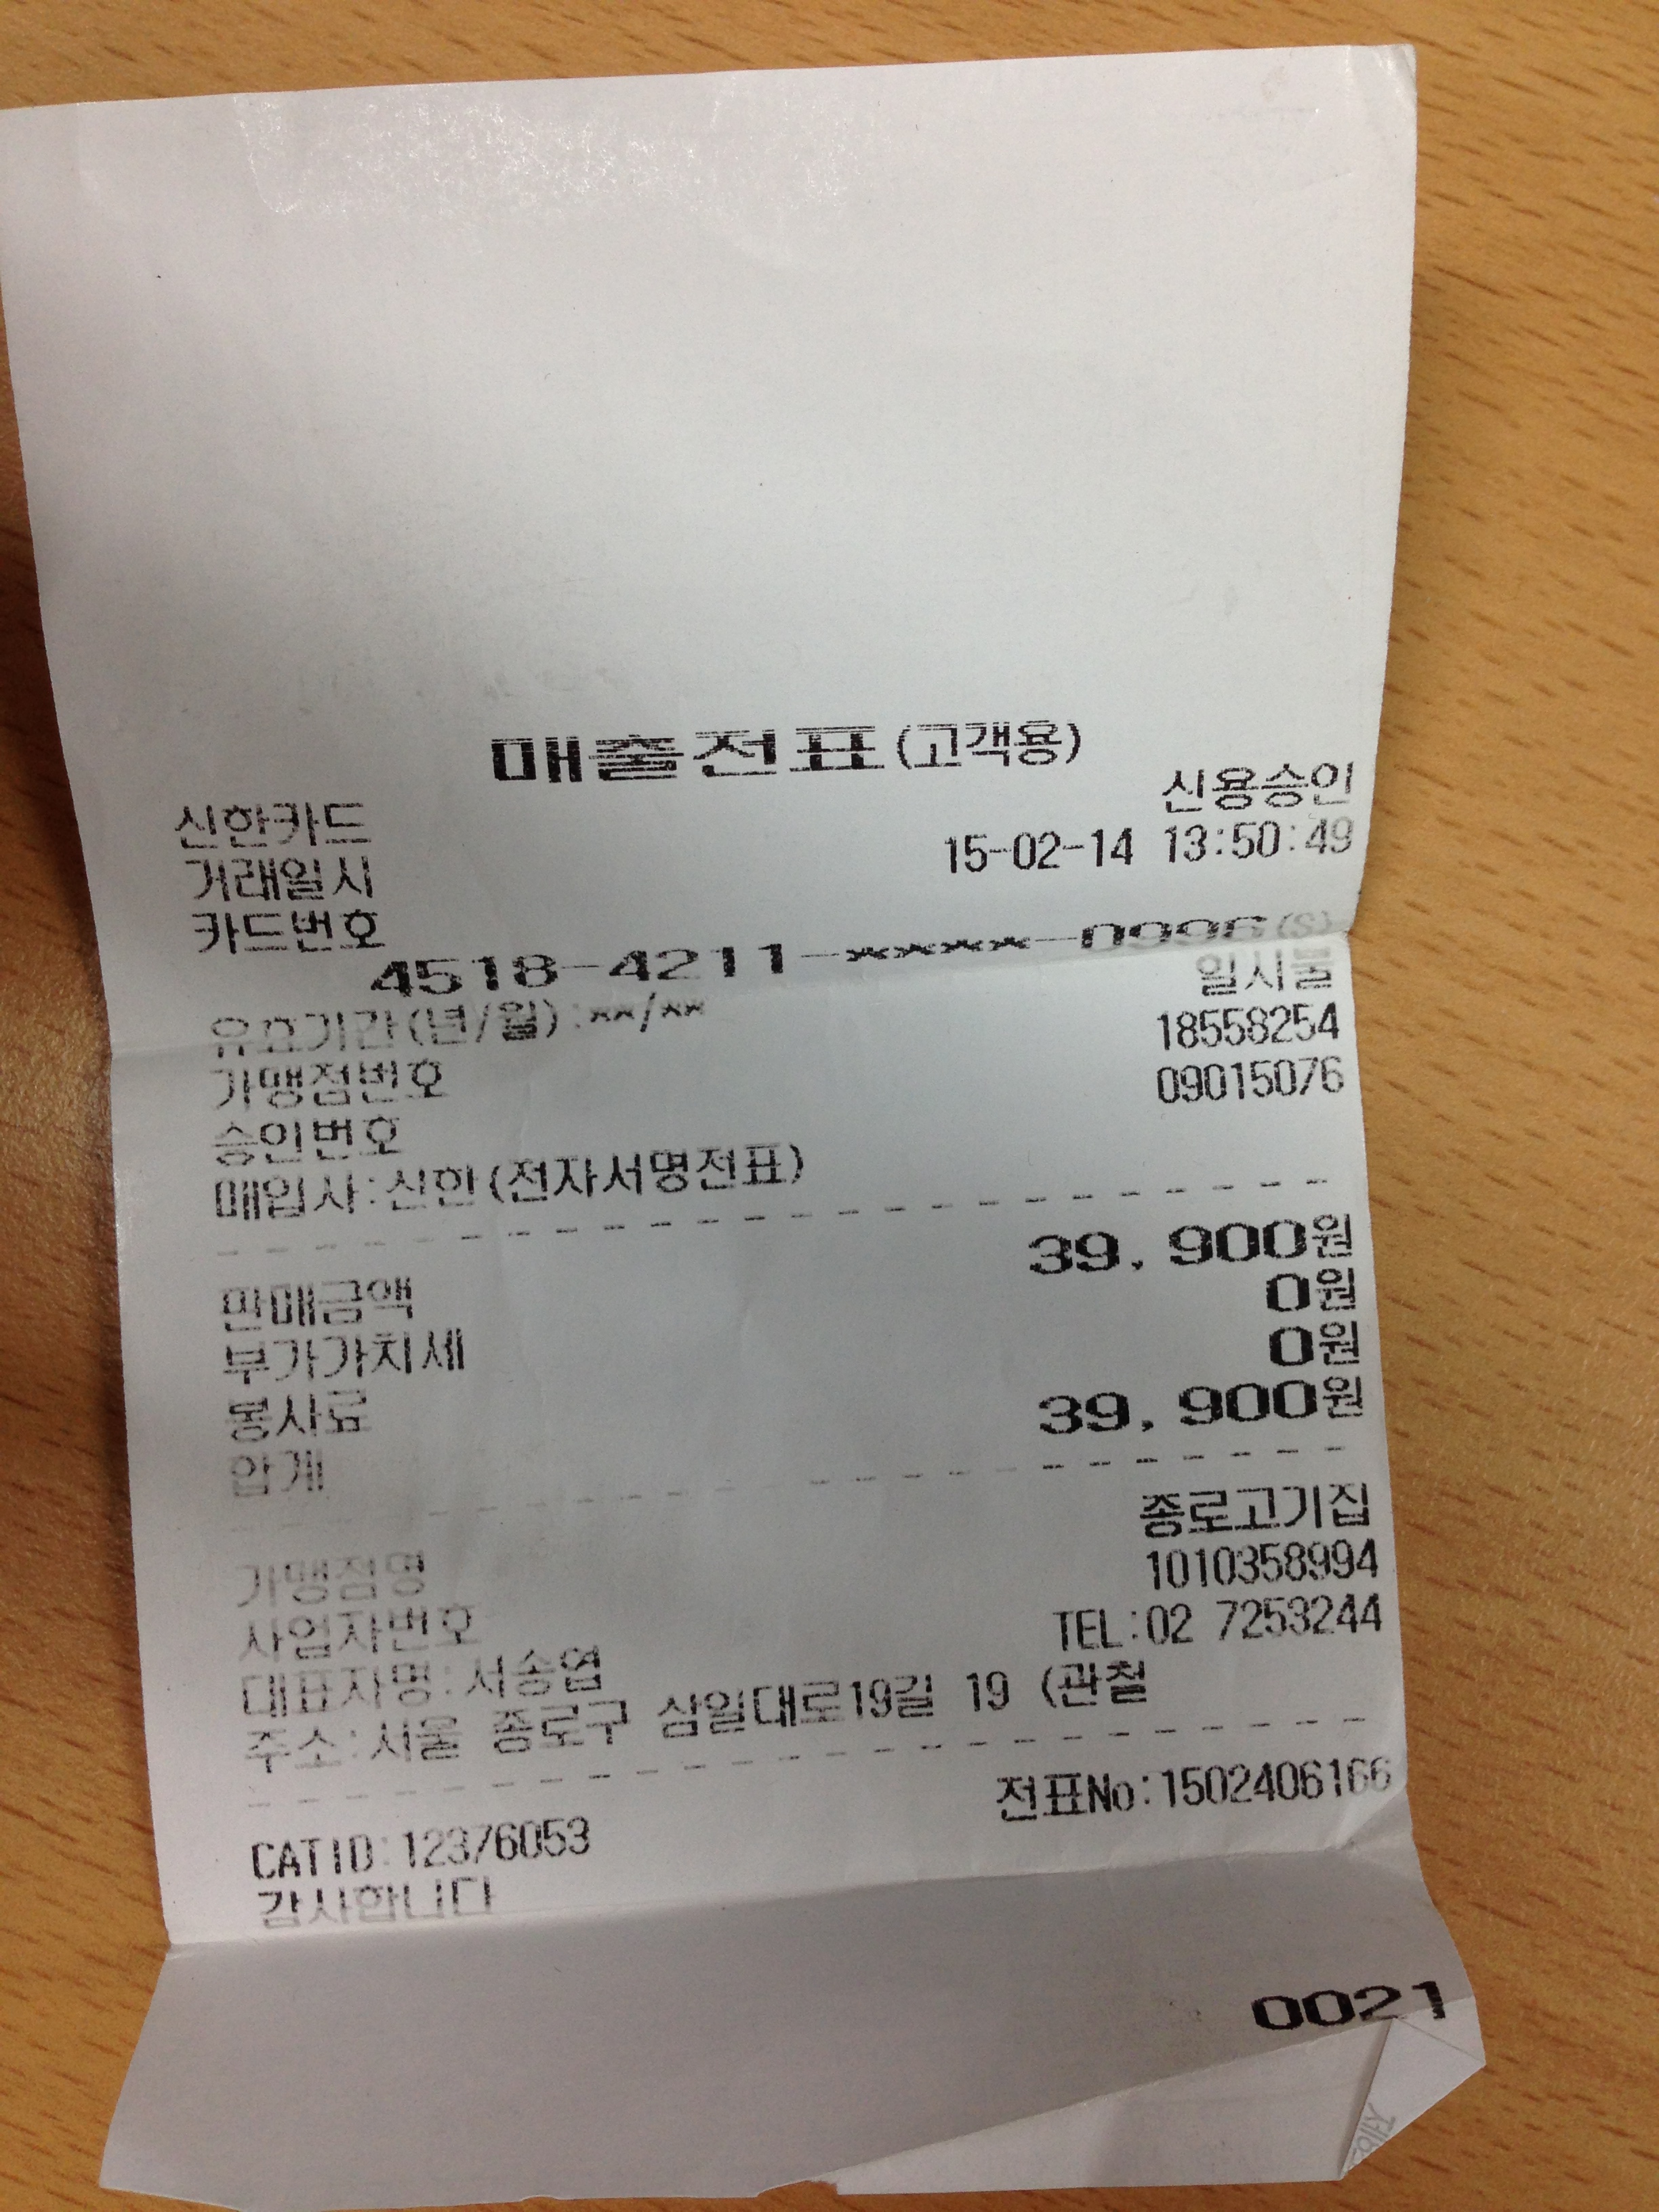 매출전표(고객용)
신한카드 신용승인
거래일시 15-02-14 13:50:49
카드번호
4518-4211-****-0996(S)
유효기간(년/월):**/** 일시불
가맹점번호 18558254
승인번호 09015076
매입사:신한(전자서명전표)
판매금액 39,900원
부가가치세 0원
봉사료 0원
합계 39,900원
가맹점명 종로고기집
사업자번호 1010358994
대표자명:서송엽 TEL:02 7253244
주소:서울 종로구 삼일대로19길 19 (관철
CATID:12376053 전표No:1502406166
감사합니다
0021